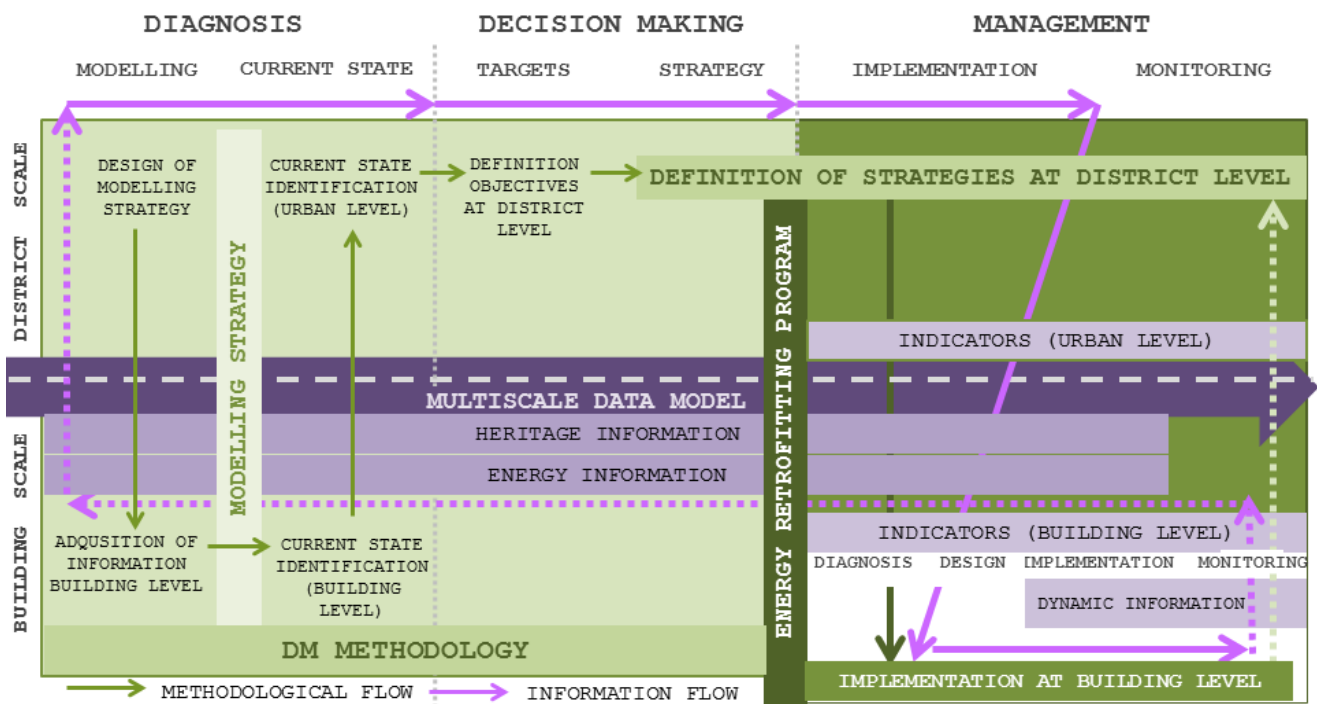 DIAGNOSIS
DECISION MAKING
MANAGEMENT
MODELLING
CURRENT STATE
TARGETS
STRATEGY
IMPLEMENTATION
MONITORING
DISTRICT SCALE
DESIGN OF
MODELLING
STRATEGY
CURRENT STATE
IDENTIFICATION
(URBAN LEVEL)
DEFINITION
OBJECTIVES
AT DISTRICT
LEVEL
DEFINITION OF STRATEGIES AT DISTRICT LEVEL
MODELLING STRATEGY
ENERGY RETROFITTING PROGRAM
INDICATORS (URBAN LEVEL)
MULTISCALE DATA MODEL
HERITAGE INFORMATION
ENERGY INFORMATION
BUILDING SCALE
ADQUSITION OF
INFORMATION
BUILDING LEVEL
CURRENT STATE
IDENTIFICATION
(BUILDING
LEVEL)
INDICATORS (BUILDING LEVEL)
DIAGNOSIS
DESIGN
IMPLEMENTATION
MONITORING
DYNAMIC INFORMATION
DM METHODOLOGY
IMPLEMENTATION AT BUILDING LEVEL
METHODOLOGICAL FLOW
INFORMATION FLOW